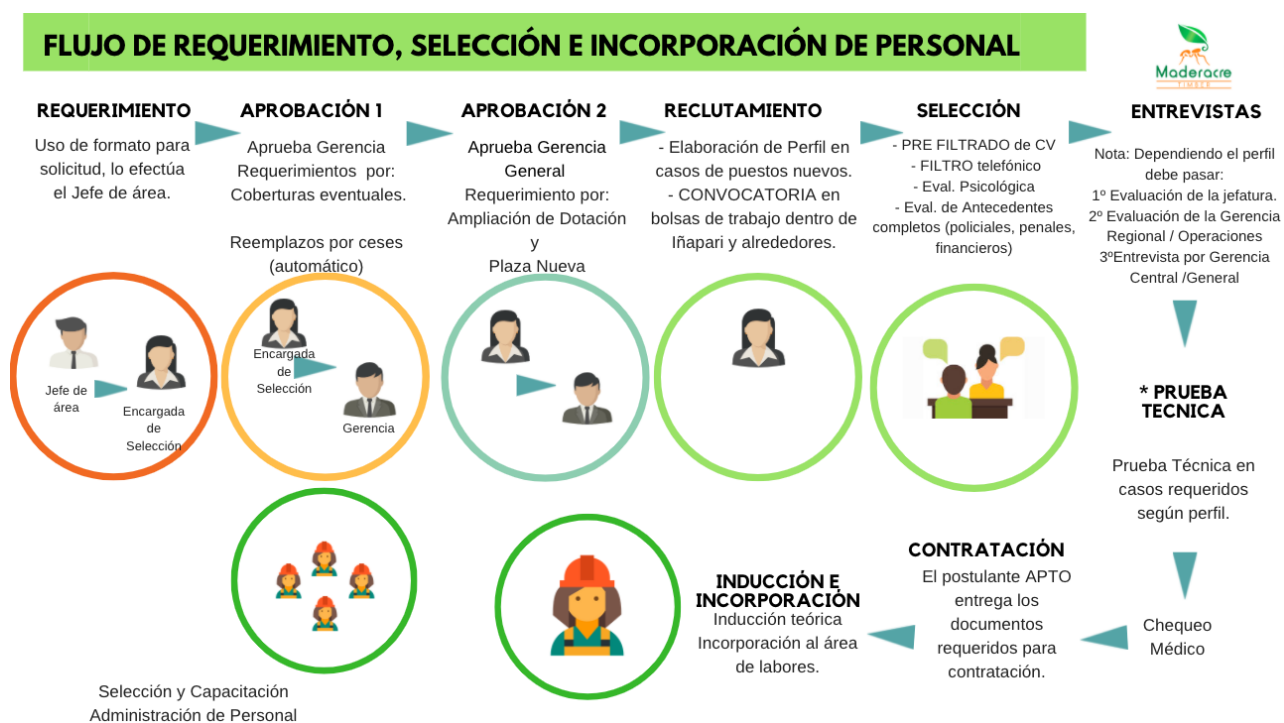 FLUJO DE REQUERIMIENTO, SELECCIÓN E INCORPORACIÓN DE PERSONAL
Maderacre
TIMBER
REQUERIMIENTO
Uso de formato para
solicitud, lo efectúa
el Jefe de área.
APROBACIÓN 1
Aprueba Gerencia
Requerimientos por:
Coberturas eventuales.
Reemplazos por ceses
(automático)
APROBACIÓN 2
Aprueba Gerencia
General
Requerimiento por:
Ampliación de Dotación
y
Plaza Nueva
RECLUTAMIENTO
- Elaboración de Perfil en
casos de puestos nuevos.
- CONVOCATORIA en
bolsas de trabajo dentro de
Iñapari y alrededores.
SELECCIÓN
- PRE FILTRADO de CV
- FILTRO telefónico
- Eval. Psicológica
- Eval. de Antecedentes
completos (policiales, penales,
financieros)
ENTREVISTAS
Nota: Dependiendo el perfil
debe pasar:
1º Evaluación de la jefatura.
2º Evaluación de la Gerencia
Regional / Operaciones
3ºEntrevista por Gerencia
Central /General
Jefe de
área
Encargada
de
Selección
Encargada
de
Selección
Gerencia
* PRUEBA
TECNICA
Prueba Técnica en
casos requeridos
según perfil.
Chequeo
Médico
CONTRATACIÓN
El postulante APTO
entrega los
documentos
requeridos para
contratación.
INDUCCIÓN E
INCORPORACIÓN
Inducción teórica
Incorporación al área
de labores.
Selección y Capacitación
Administración de Personal